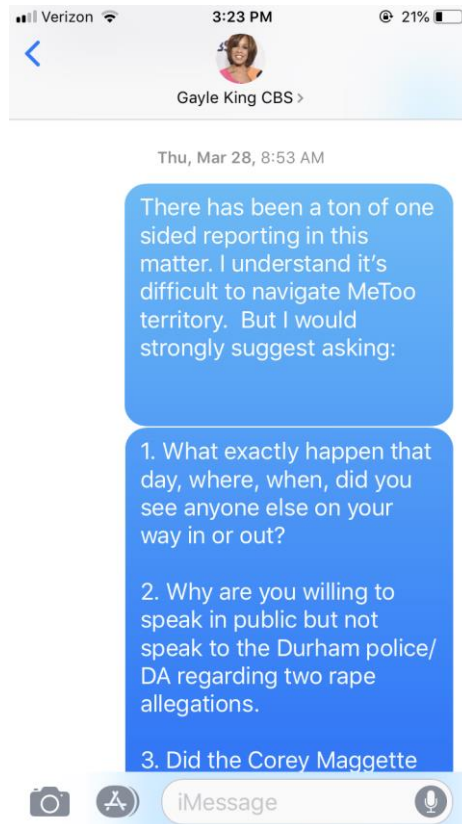 Verizon 3:23 PM 21%
Gayle King CBS >
Thu, Mar 28, 8:53 AM
There has been a ton of one
sided reporting in this
matter. I understand it's
difficult to navigate MeToo
territory.  But I would
strongly suggest asking:
1. What exactly happen that
day, where, when, did you
see anyone else on your
way in or out?
2. Why are you willing to
speak in public but not
speak to the Durham police/
DA regarding two rape
allegations.
3. Did the Corey Maggette
iMessage